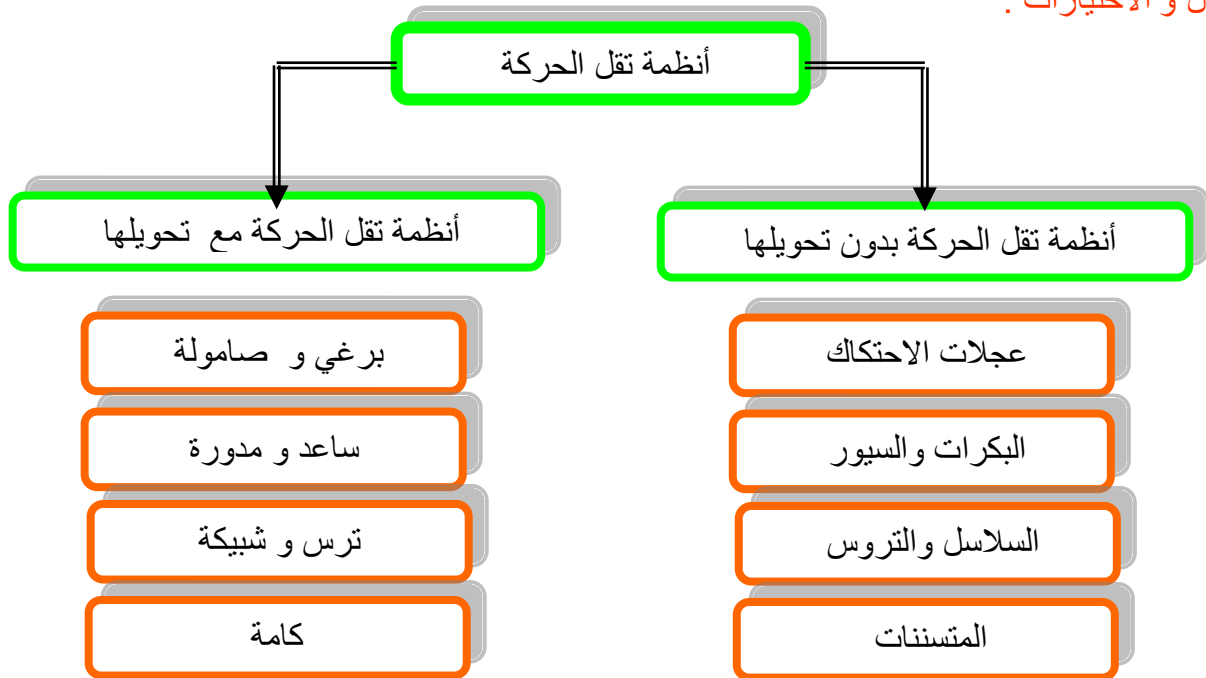 و الاختيارات :
أنظمة تقل الحركة
أنظمة تقل الحركة بدون تحويلها
أنظمة تقل الحركة مع تحويلها
عجلات الاحتكاك
برغي و صامولة
البكرات والسيور
ساعد و مدورة
السلاسل والتروس
ترس و شبيكة
المتسننات
كامة